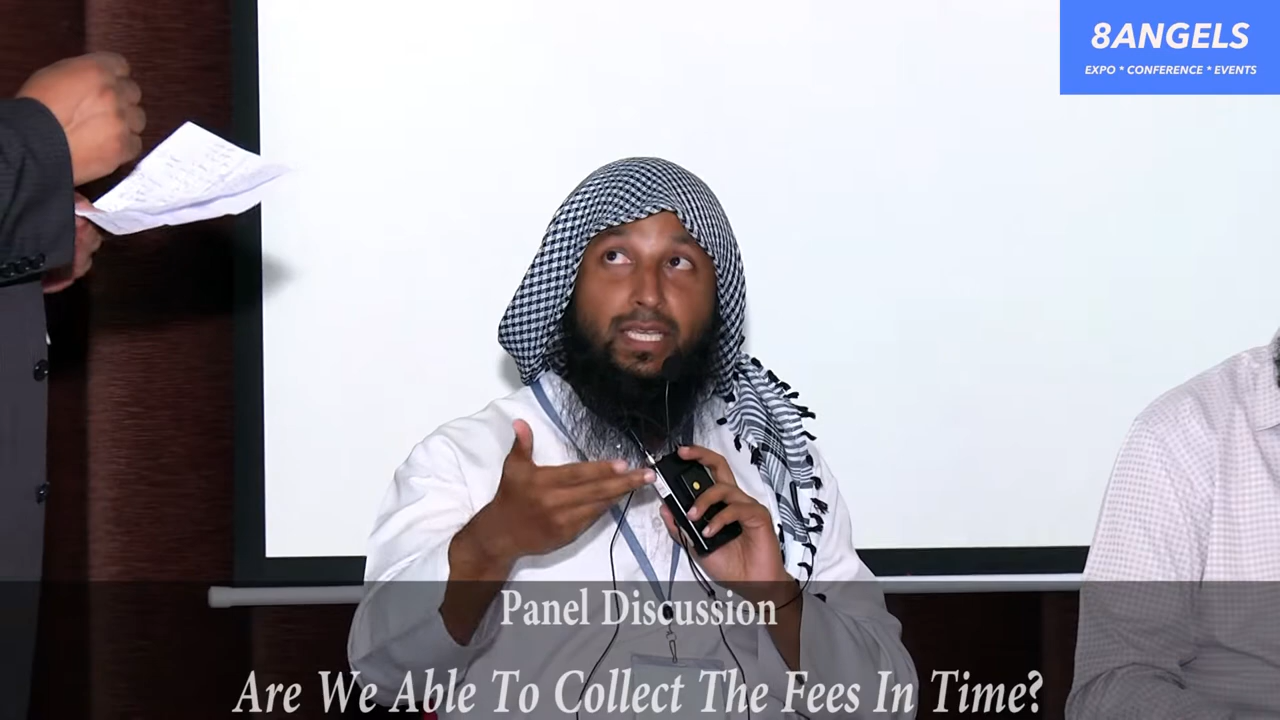 8ANGELS
EXPO * CONFERENCE * EVENTS
Panel Discussion
Are We Able To Collect The Fees In Time?